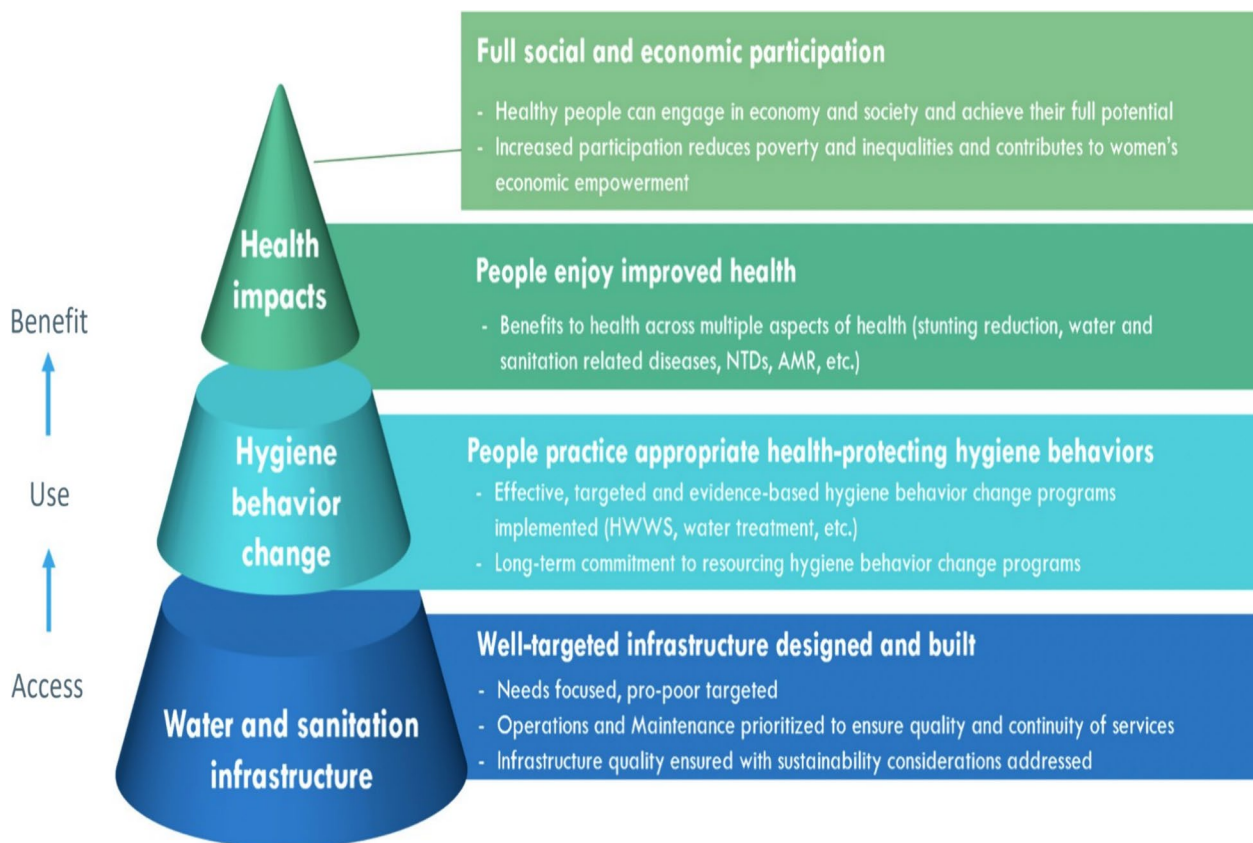 Full social and economic participation
- Healthy people can engage in economy and society and achieve their full potential
- Increased participation reduces poverty and inequalities and contributes to women's
economic empowerment
Health
impacts
People enjoy improved health
- Benefits to health across multiple aspects of health (stunting reduction, water and
sanitation related diseases, NTDs, AMR, etc.)
Benefit
Use
Access
Hygiene
behavior
change
People practice appropriate health-protecting hygiene behaviors
- Effective, targeted and evidence-based hygiene behavior change programs
implemented (HWWS, water treatment, etc.)
- Long-term commitment to resourcing hygiene behavior change programs
Water and sanitation
infrastructure
Well-targeted infrastructure designed and built
- Needs focused, pro-poor targeted
- Operations and Maintenance prioritized to ensure quality and continuity of services
- Infrastructure quality ensured with sustainability considerations addressed